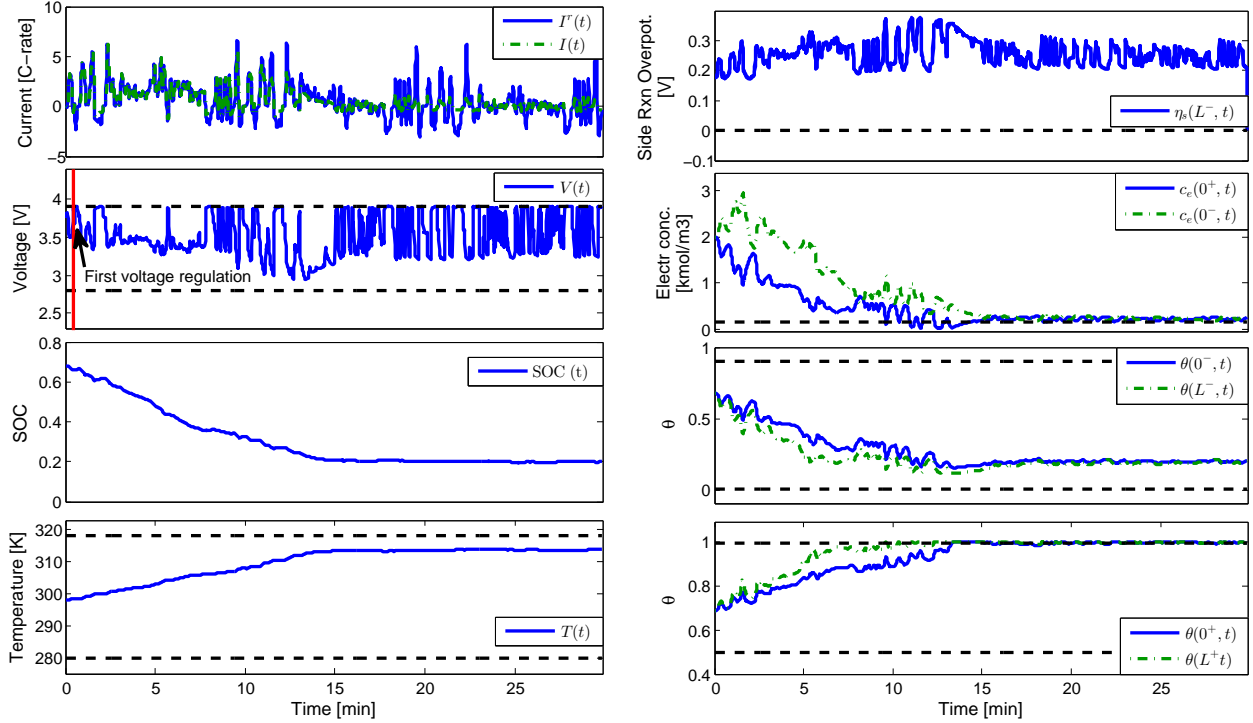 Current [C−rate]
10
5
0
−5
I^r(t)
I(t)
Voltage [V]
4
3.5
3
2.5
V(t)
First voltage regulation
SOC
0.8
0.6
0.4
0.2
0
SOC (t)
Temperature [K]
320
310
300
290
280
T(t)
0
5
10
15
20
25
Time [min]
Side Rxn Overpot.
[V]
0.3
0.2
0.1
0
−0.1
η_s(L^−, t)
Electr conc.
[kmol/m3]
3
2
1
0
c_e(0^+, t)
c_e(0^−, t)
θ
1
0.5
0
θ(0^−, t)
θ(L^−, t)
θ
1
0.8
0.6
0.4
θ(0^+, t)
θ(L^+t)
0
5
10
15
20
25
Time [min]